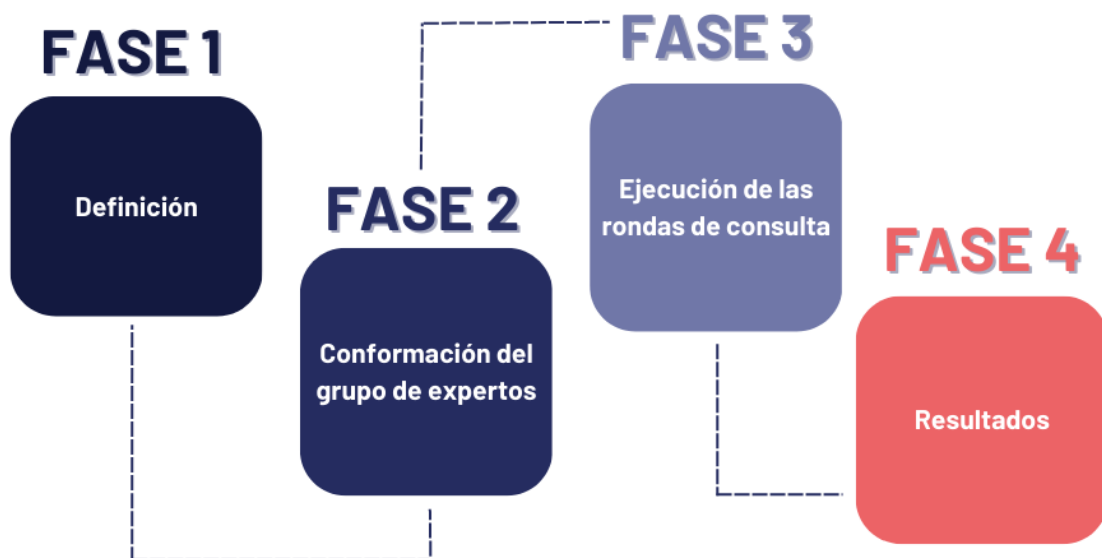 FASE 1
Definición
FASE 2
Conformación del
grupo de expertos
FASE 3
Ejecución de las
rondas de consulta
FASE 4
Resultados